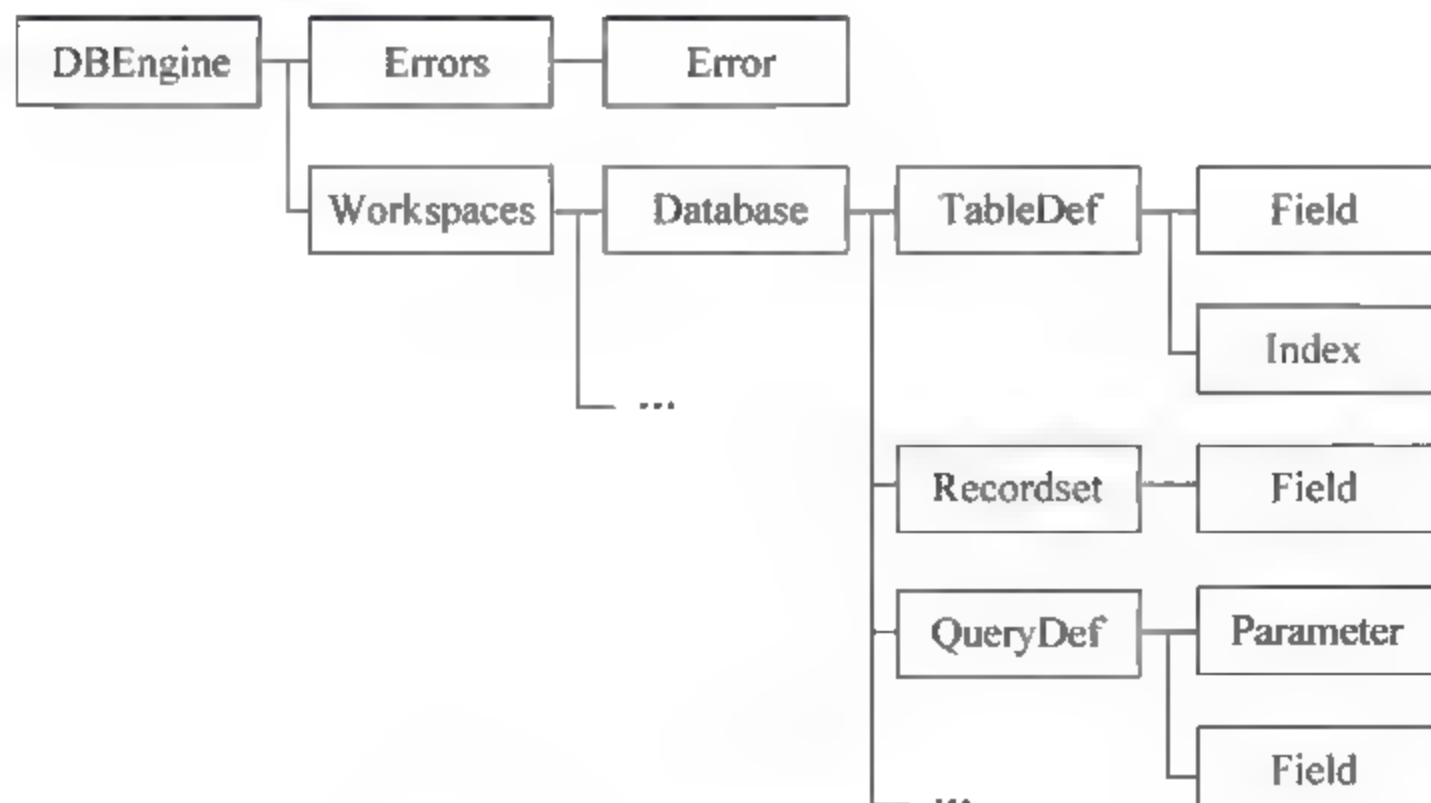 DBEngine
Errors
Error
Workspaces
Database
TableDef
Field
Index
...
Recordset
Field
QueryDef
Parameter
Field
...